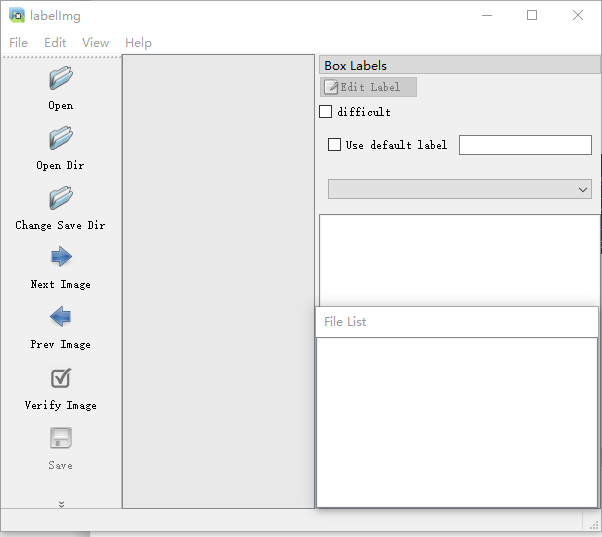 labelImg
File Edit View Help
Open
Open Dir
Change Save Dir
Next Image
Prev Image
Verify Image
Save
Box Labels
Edit Label
difficult
Use default label
File List